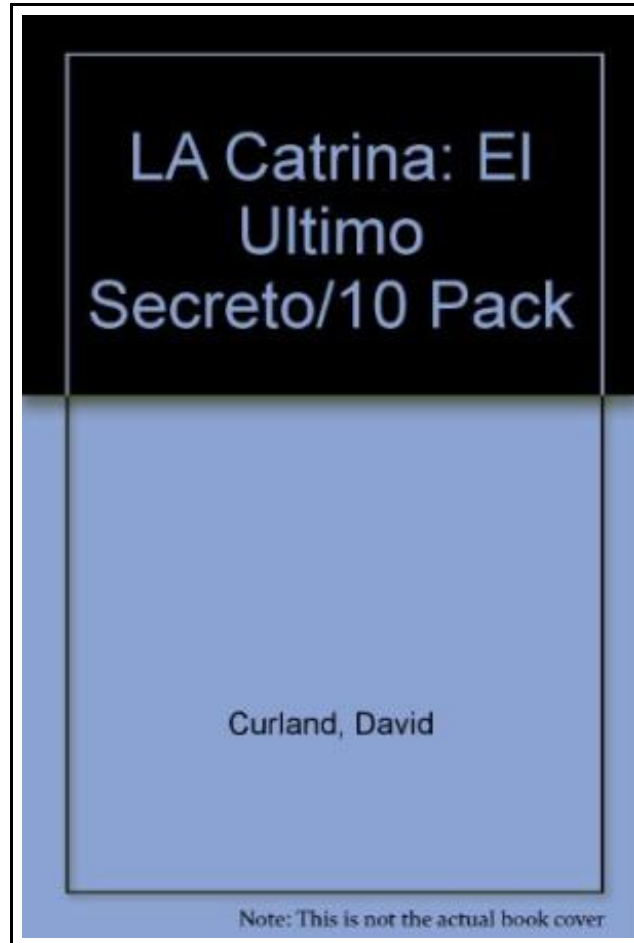 LA Catrina: El
Ultimo
Secreto/10 Pack
Curland, David
Note: This is not the actual book cover